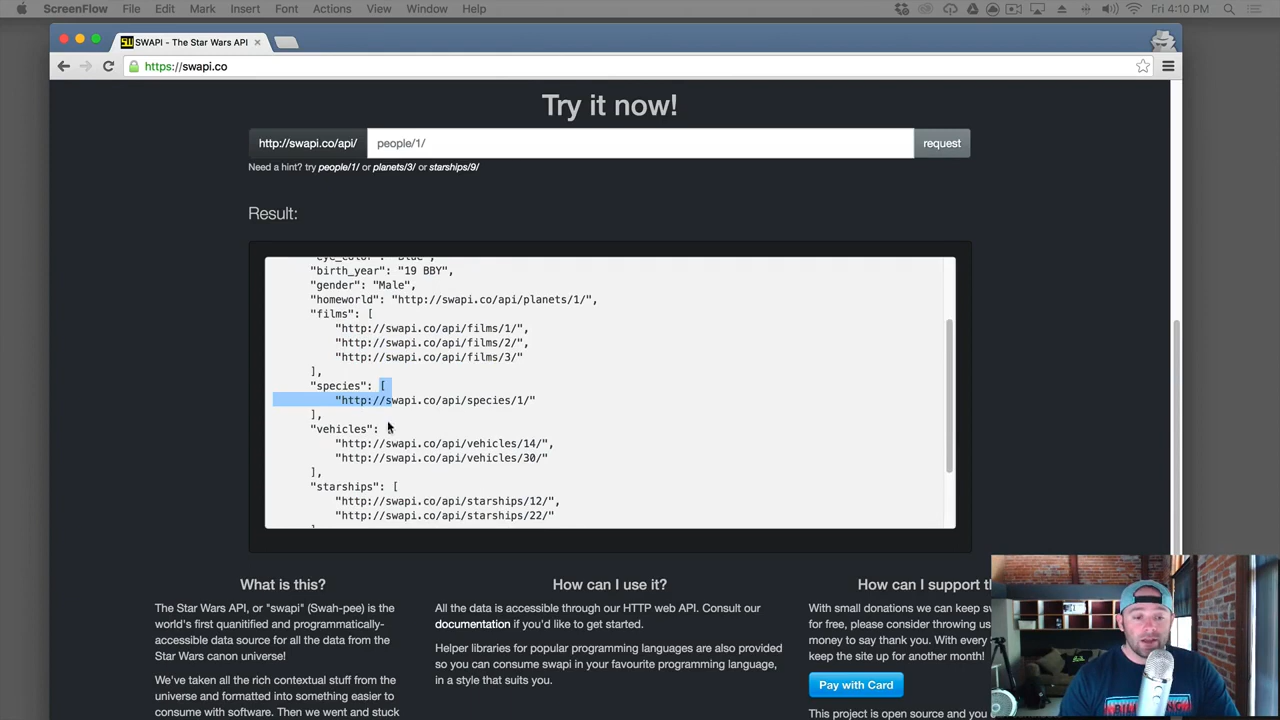 ScreenFlow File Edit Mark Insert Font Actions View Window Help Fri 4:10 PM
SWAPI - The Star Wars API
https://swapi.co
Try it now!
http://swapi.co/api/ people/1/ request
Need a hint? try people/1/ or planets/3/ or starships/9/
Result:
"eye_color": "Blue",
"birth_year": "19 BBY",
"gender": "Male",
"homeworld": "http://swapi.co/api/planets/1/",
"films": [
"http://swapi.co/api/films/1/",
"http://swapi.co/api/films/2/",
"http://swapi.co/api/films/3/"
],
"species": [
"http://swapi.co/api/species/1/"
],
"vehicles":
"http://swapi.co/api/vehicles/14/",
"http://swapi.co/api/vehicles/30/"
],
"starships": [
"http://swapi.co/api/starships/12/",
"http://swapi.co/api/starships/22/"
What is this?
The Star Wars API, or "swapi" (Swah-pee) is the
world's first quanitified and programmatically-
accessible data source for all the data from the
Star Wars canon universe!
We've taken all the rich contextual stuff from the
universe and formatted into something easier to
consume with software. Then we went and stuck
How can I use it?
All the data is accessible through our HTTP web API. Consult our
documentation if you'd like to get started.
Helper libraries for popular programming languages are also provided
so you can consume swapi in your favourite programming language,
in a style that suits you.
How can I support th
With small donations we can keep s
for free, please consider throwing
money to say thank you. With every
keep the site up for another month!
Pay with Card
This project is open source and you c